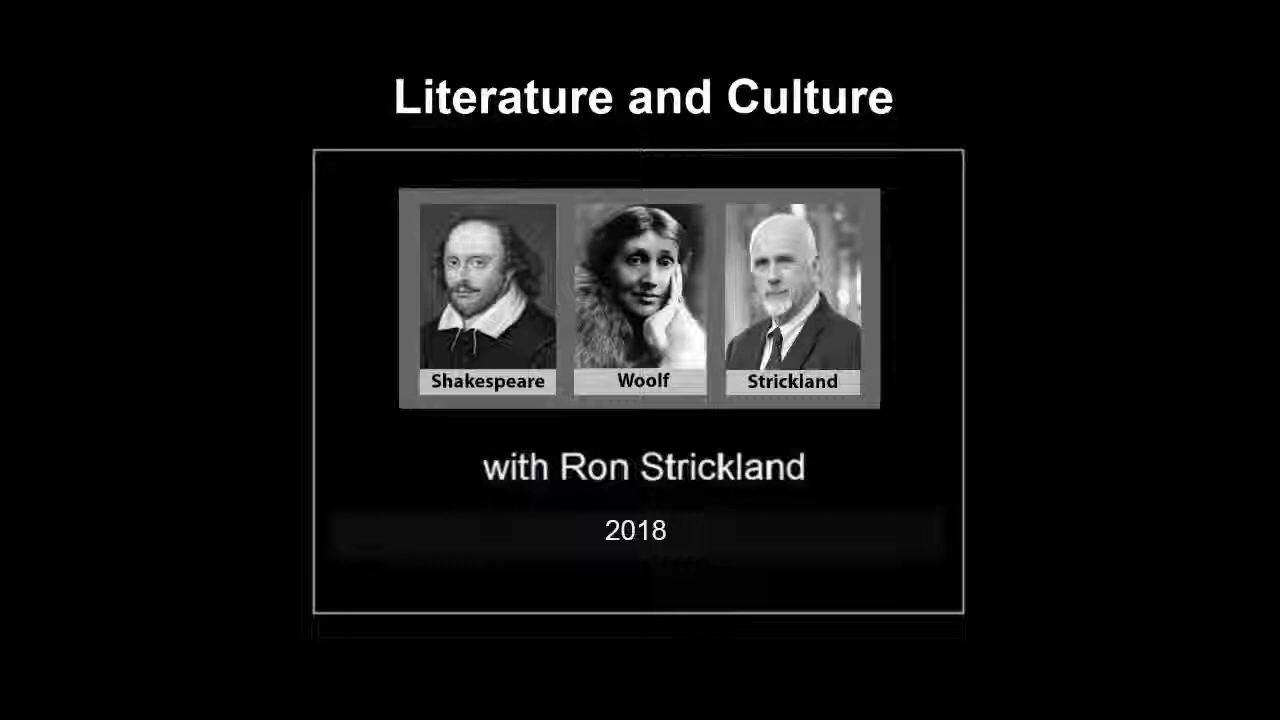 Literature and Culture
Shakespeare
Woolf
Strickland
with Ron Strickland
2018